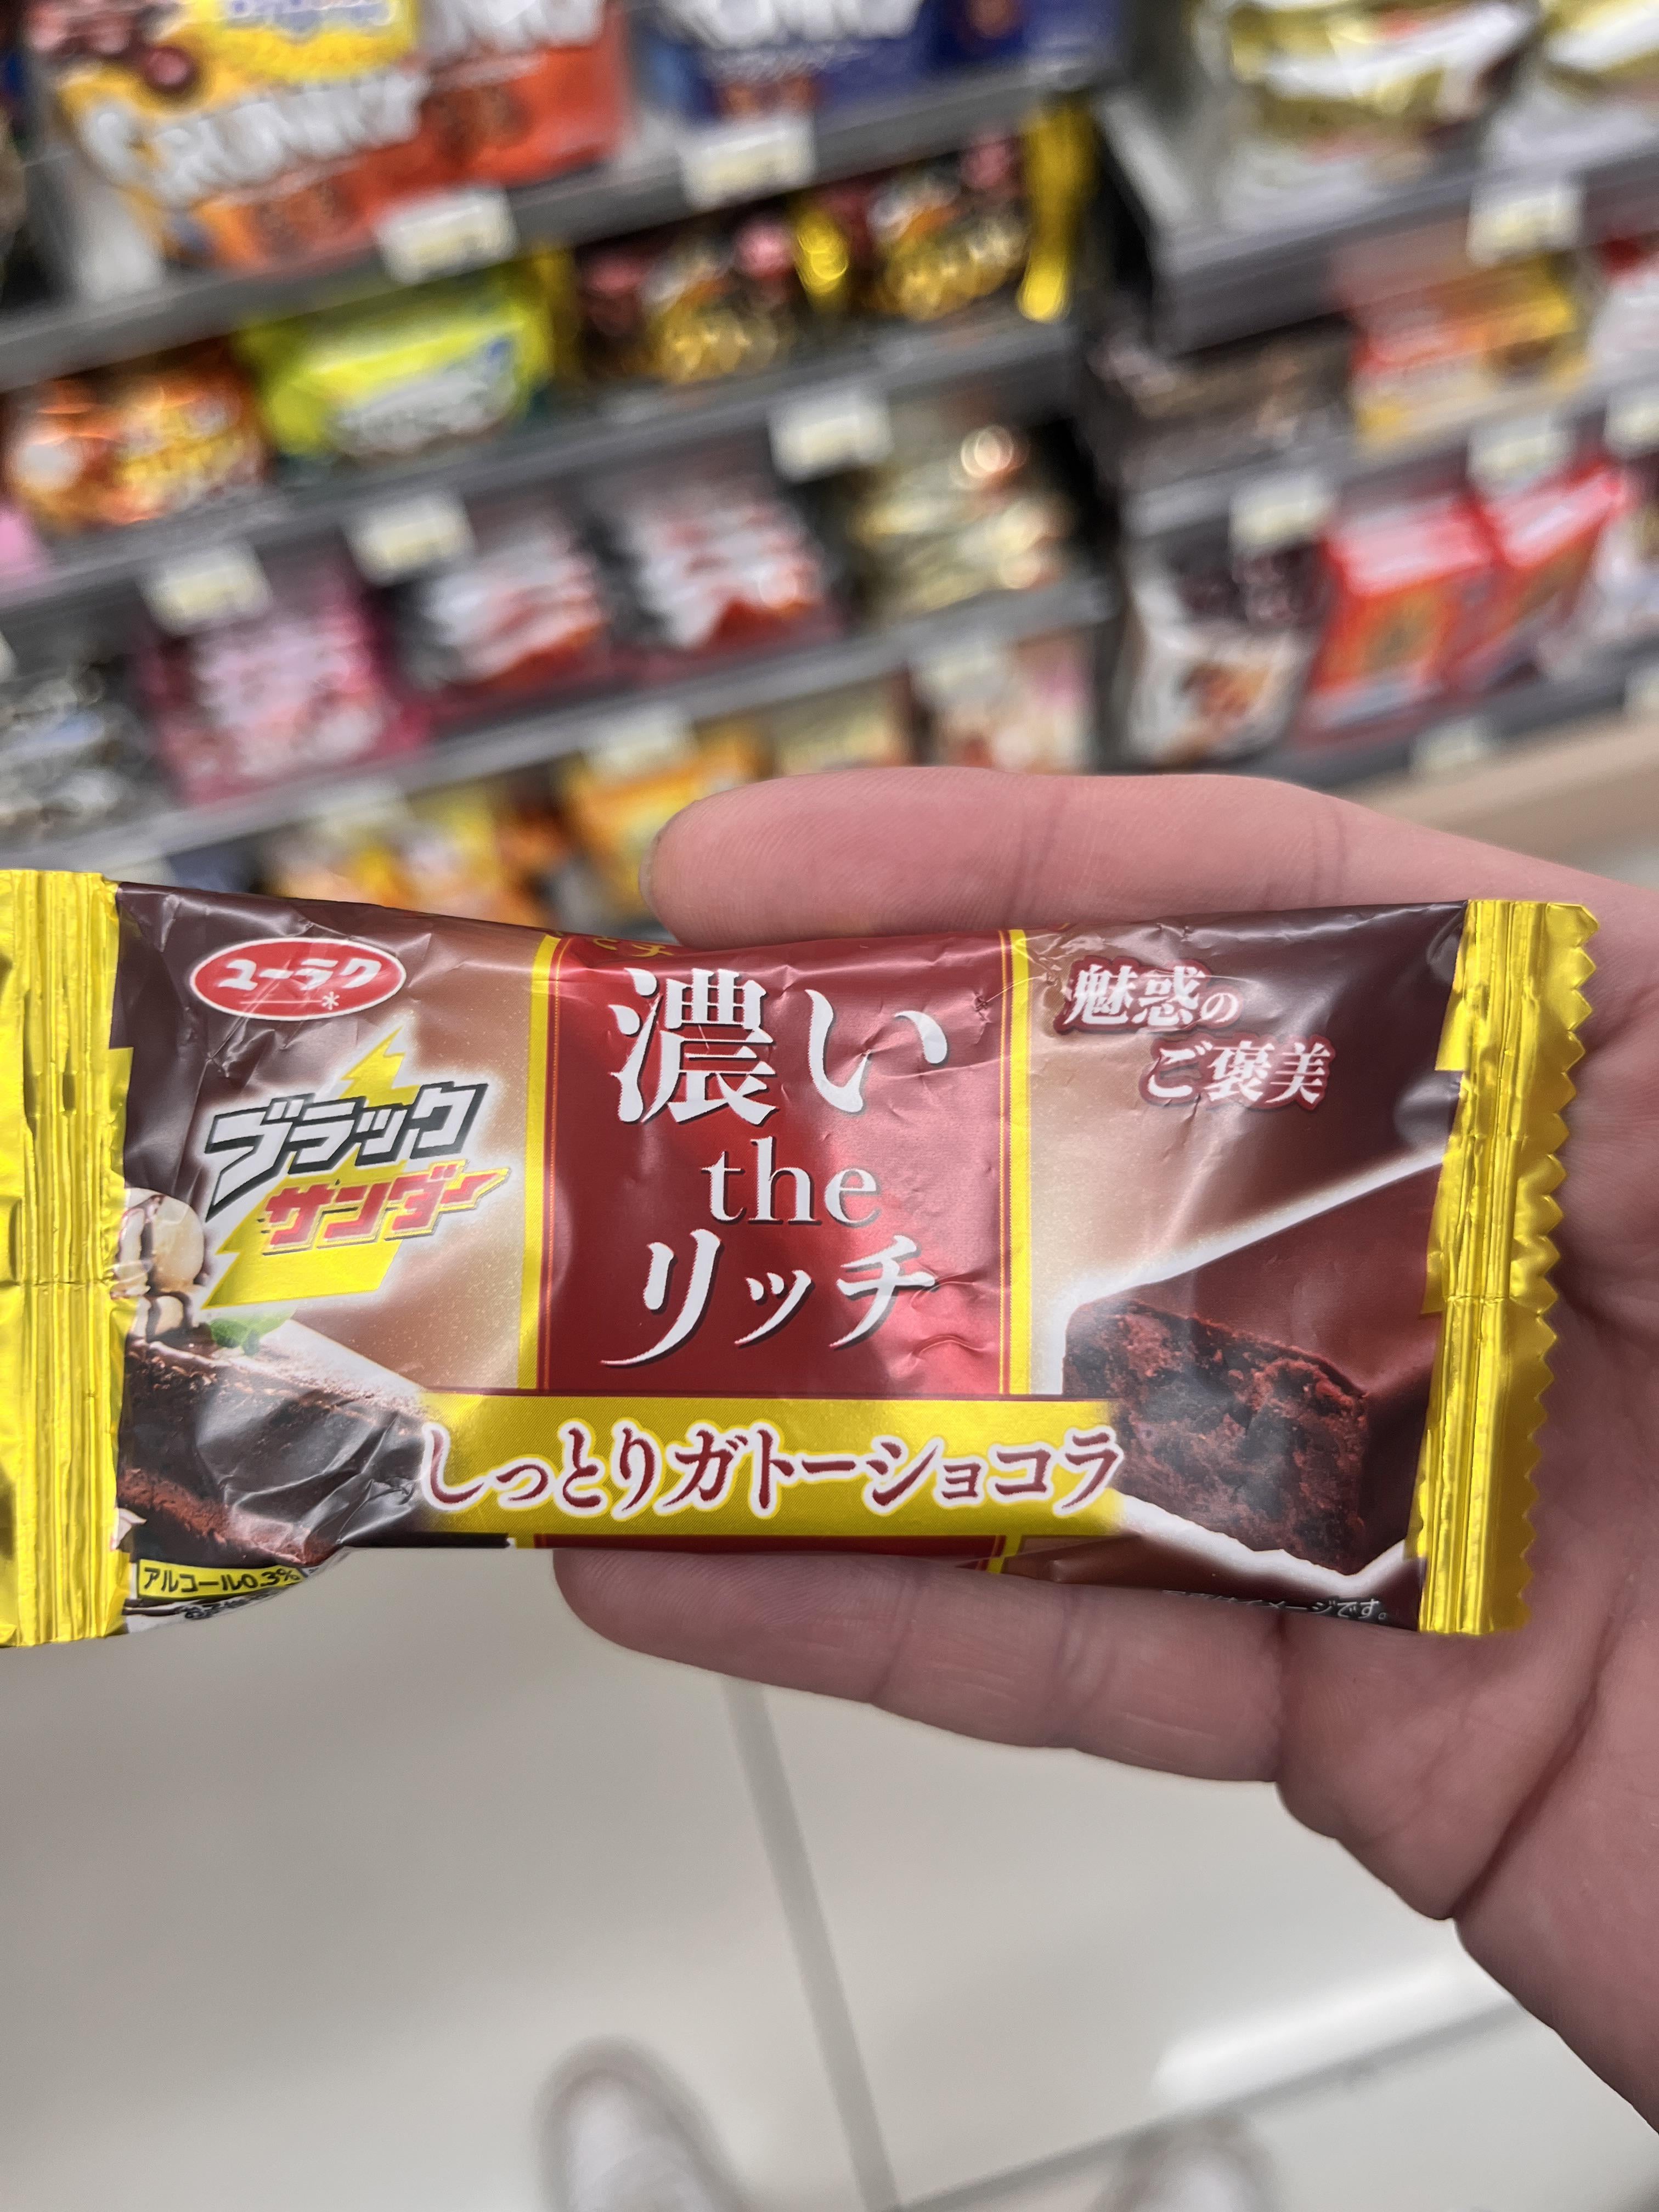 CRUNKY
ユーラク
ブラック
サンダー
濃い
the
リッチ
魅惑の
ご褒美
しっとりガトーショコラ
アルコール0.3%
イメージです。